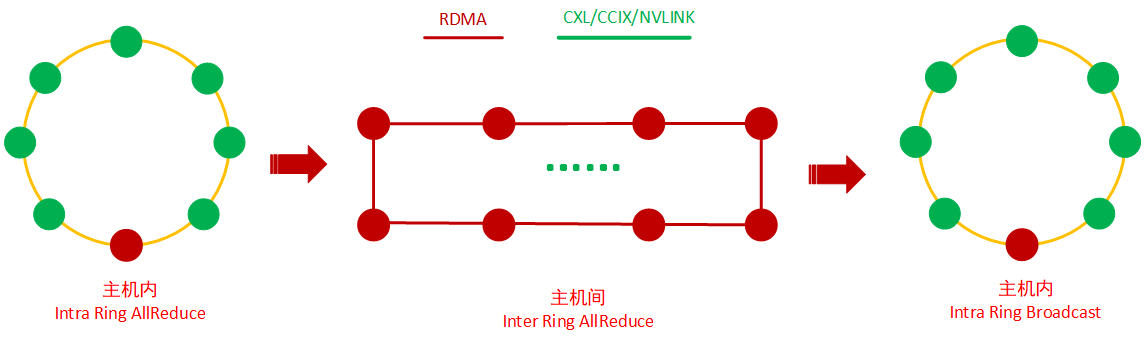 RDMA
CXL/CCIX/NVLINK
主机内
Intra Ring AllReduce
主机间
Inter Ring AllReduce
主机内
Intra Ring Broadcast